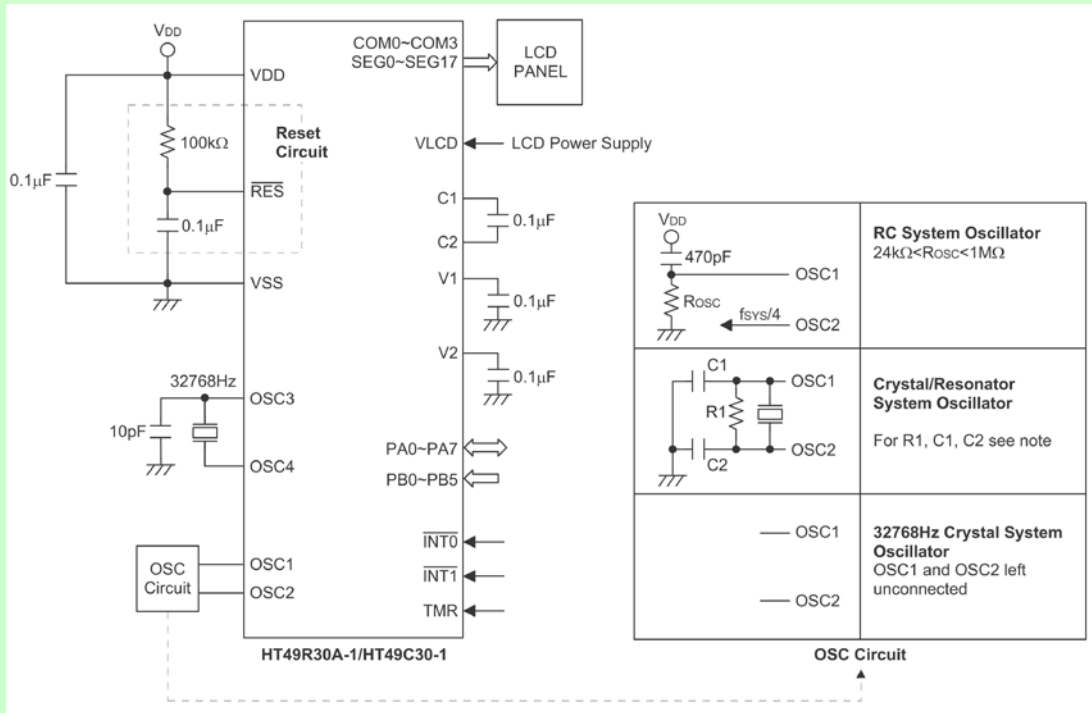 VDD
VDD
100kΩ
Reset
Circuit
0.1μF
RES
0.1μF
VSS
32768Hz
OSC3
10pF
OSC4
OSC
Circuit
OSC1
OSC2
COM0~COM3
SEG0~SEG17
LCD
PANEL
VLCD
LCD Power Supply
C1
0.1μF
C2
V1
0.1μF
V2
0.1μF
PA0~PA7
PB0~PB5
INT0
INT1
TMR
HT49R30A-1/HT49C30-1
VDD
470pF
OSC1
ROSC
fSYS/4
OSC2
RC System Oscillator
24kΩ<ROSC<1MΩ
C1
OSC1
R1
OSC2
C2
Crystal/Resonator
System Oscillator
For R1, C1, C2 see note
OSC1
OSC2
32768Hz Crystal System
Oscillator
OSC1 and OSC2 left
unconnected
OSC Circuit